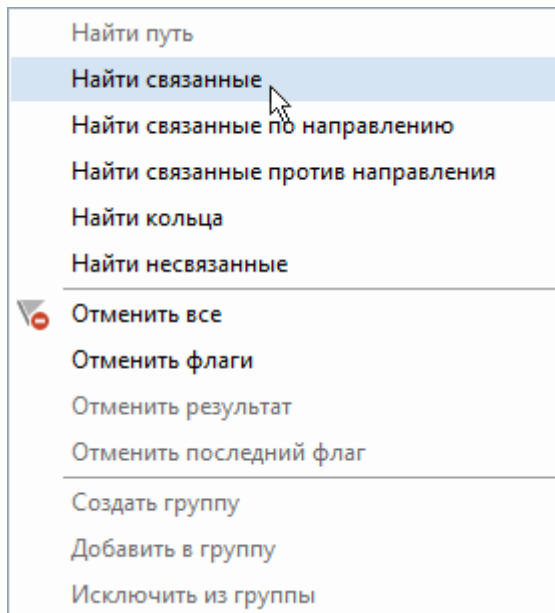 Найти путь
Найти связанные
Найти связанные по направлению
Найти связанные против направления
Найти кольца
Найти несвязанные
Отменить все
Отменить флаги
Отменить результат
Отменить последний флаг
Создать группу
Добавить в группу
Исключить из группы